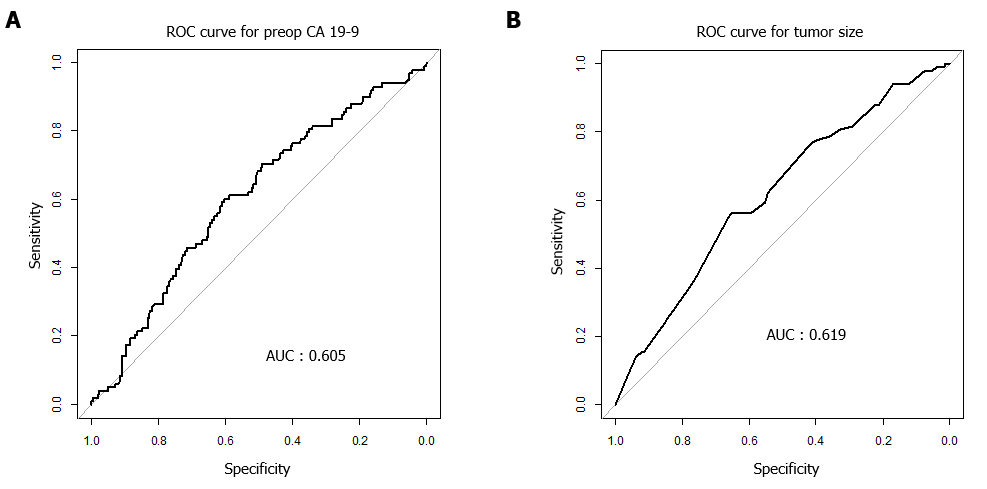 A
ROC curve for preop CA 19-9
Sensitivity
1.0
0.8
0.6
0.4
0.2
0.0
AUC : 0.605
1.0 0.8 0.6 0.4 0.2 0.0
Specificity
B
ROC curve for tumor size
Sensitivity
1.0
0.8
0.6
0.4
0.2
0.0
AUC : 0.619
1.0 0.8 0.6 0.4 0.2 0.0
Specificity